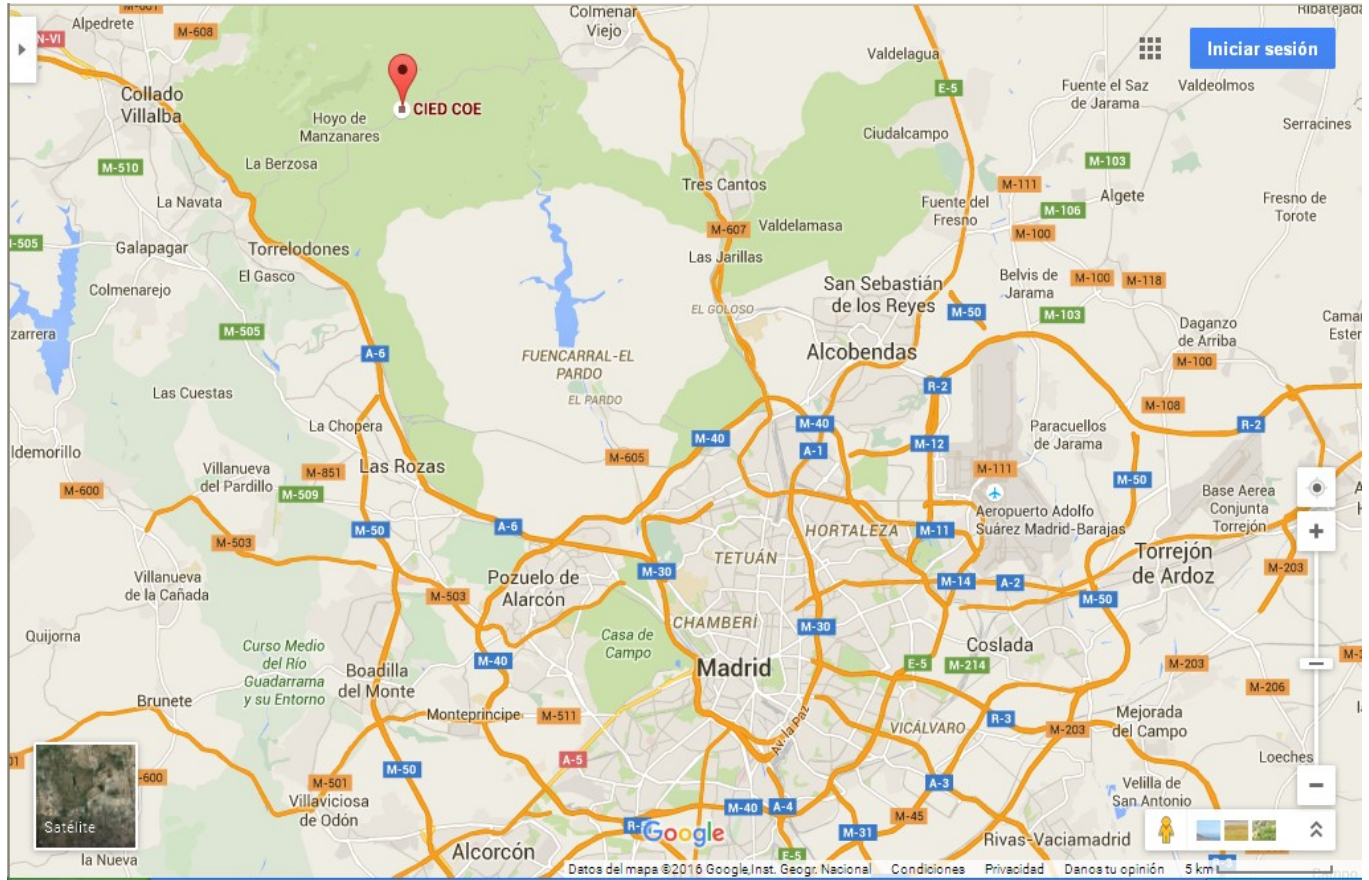 M-601
Alpedrete
M-608
N-VI
Colmenar
Viejo
Valdelagua
Iniciar sesión
Collado
Villalba
CIED COE
Hoyo de
Manzanares
E-5
Fuente el Saz
de Jarama
Valdeolmos
Serracines
Ciudalcampo
La Berzosa
M-510
M-103
Tres Cantos
M-111
Algete
La Navata
Fuente del
Fresno
M-106
Fresno de
Torote
Valdelamasa
M-607
M-100
Galapagar
Torrelodones
Las Jarillas
El Gasco
Belvis de
Jarama
M-100
M-118
Colmenarejo
San Sebastián
de los Reyes
EL GOLOSO
M-50
M-103
M-505
Daganzo
de Arriba
A-6
FUENCARRAL-EL
PARDO
Alcobendas
M-100
R-2
Las Cuestas
EL PARDO
M-108
La Chopera
M-40
M-40
Paracuellos
de Jarama
R-2
M-12
A-1
M-605
Villanueva
del Pardillo
M-851
Las Rozas
M-111
M-600
M-509
M-50
Base Aerea
Conjunta
Torrejón
Aeropuerto Adolfo
Suárez Madrid-Barajas
M-50
A-6
HORTALEZA
M-11
M-503
TETUÁN
Torrejón
de Ardoz
M-203
Villanueva
de la Cañada
Pozuelo de
Alarcón
M-30
M-14
A-2
M-503
M-50
CHAMBERÍ
M-30
Quijorna
Casa de
Campo
Curso Medio
del Río
Guadarrama
y su Entorno
Coslada
Boadilla
del Monte
M-40
Madrid
E-5
M-214
M-203
M-206
Brunete
Monteprincipe
M-511
Av. la Paz
VICÁLVARO
R-3
M-203
Mejorada
del Campo
A-5
Loeches
M-50
M-501
A-3
Velilla de
San Antonio
Villaviciosa
de Odón
M-40
A-4
M-45
Satélite
Google
M-31
Rivas-Vaciamadrid
la Nueva
Alcorcón
E-5
Datos del mapa ©2016 Google,Inst. Geogr. Nacional Condiciones Privacidad Danos tu opinión 5 km